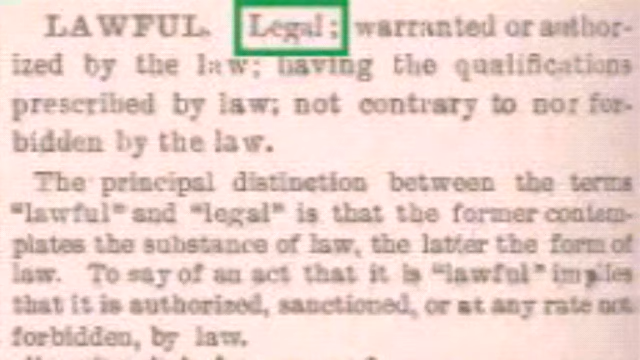 LAWFUL. Legal; warranted or author-
ized by the law; having the qualifications
prescribed by law; not contrary to nor for-
bidden by the law.
The principal distinction between the terms
"lawful" and "legal" is that the former contem-
plates the substance of law, the latter the form of
law. To say of an act that it is "lawful" implies
that it is authorized, sanctioned, or at any rate not
forbidden, by law.